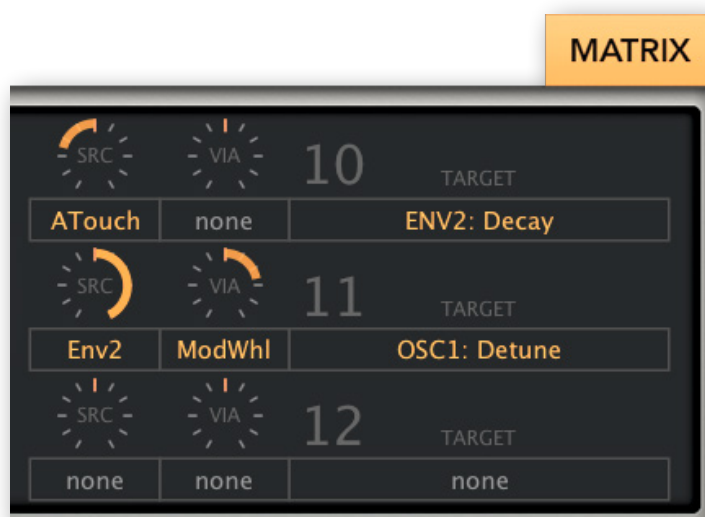 MATRIX
SRC VIA 10 TARGET
ATouch none ENV2: Decay
SRC VIA 11 TARGET
Env2 ModWhl OSC1: Detune
SRC VIA 12 TARGET
none none none